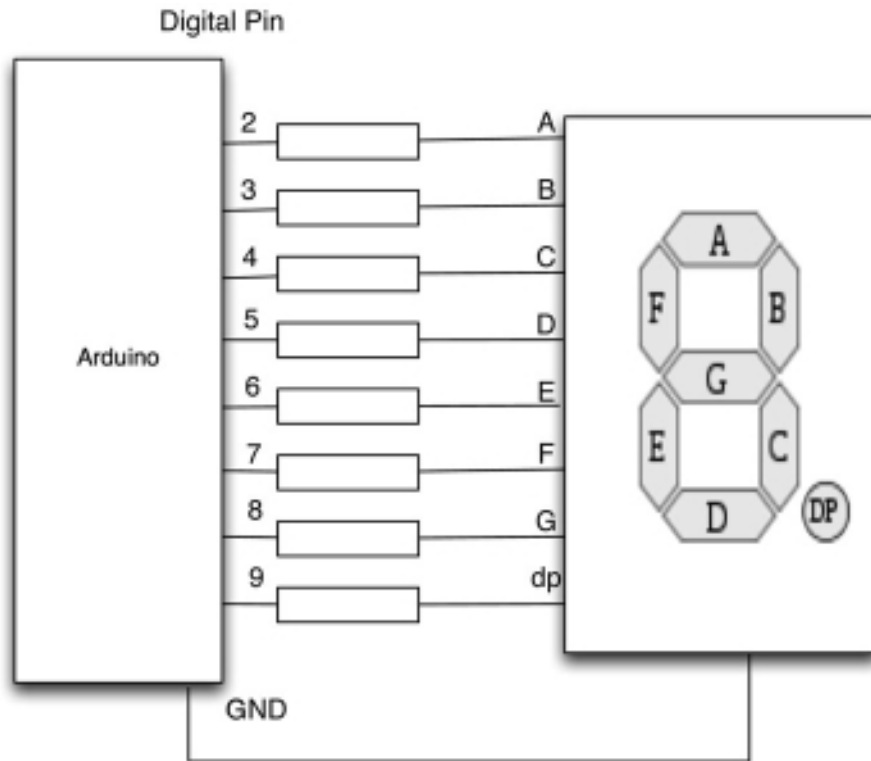 Digital Pin
2 A
3 B
4 C
5 D
Arduino
6 E
7 F
8 G
9 dp
GND
A
F B
G
E C
D DP